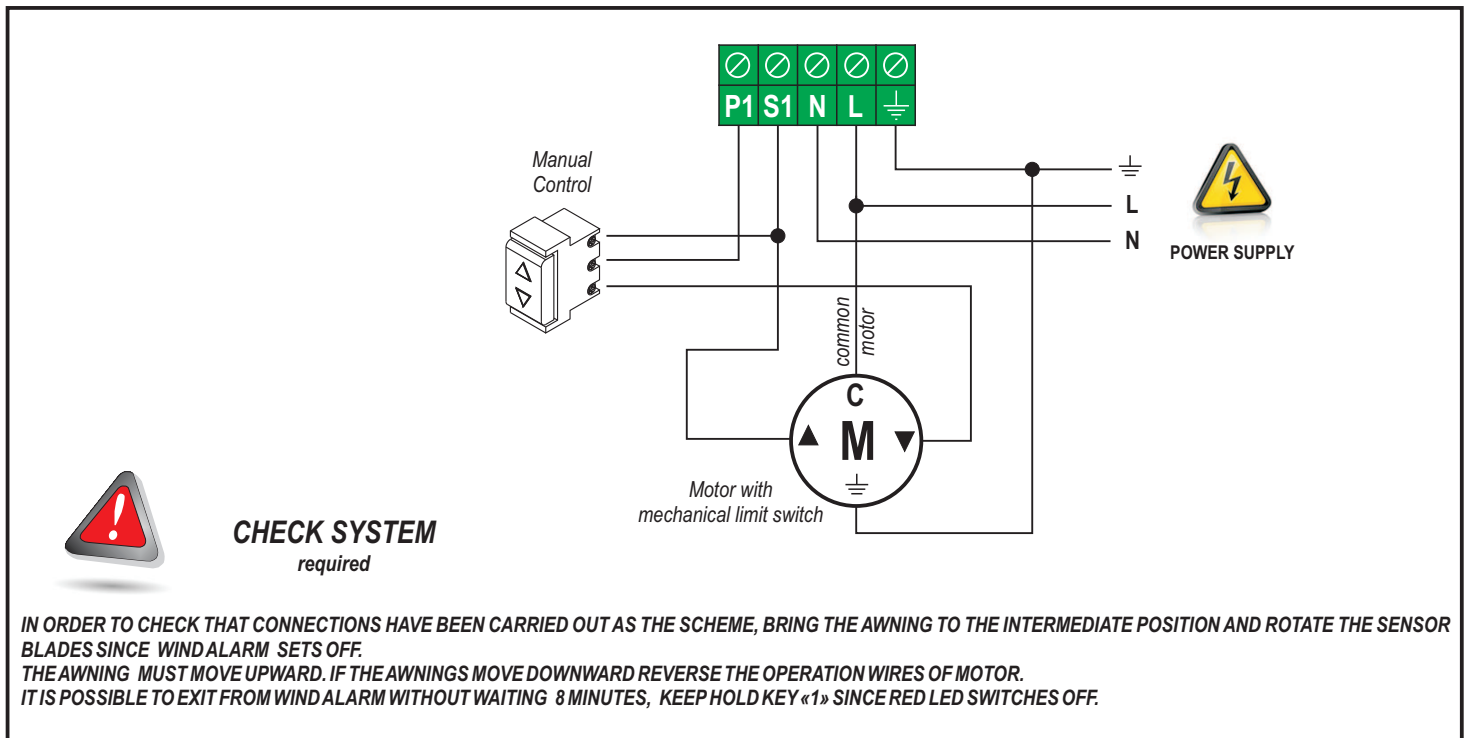 P1 S1 N L
Manual
Control
L
N
POWER SUPPLY
common
motor
C
M
Motor with
mechanical limit switch
CHECK SYSTEM
required
IN ORDER TO CHECK THAT CONNECTIONS HAVE BEEN CARRIED OUT AS THE SCHEME, BRING THE AWNING TO THE INTERMEDIATE POSITION AND ROTATE THE SENSOR
BLADES SINCE WIND ALARM SETS OFF.
THE AWNING MUST MOVE UPWARD. IF THE AWNINGS MOVE DOWNWARD REVERSE THE OPERATION WIRES OF MOTOR.
IT IS POSSIBLE TO EXIT FROM WIND ALARM WITHOUT WAITING 8 MINUTES, KEEP HOLD KEY «1» SINCE RED LED SWITCHES OFF.